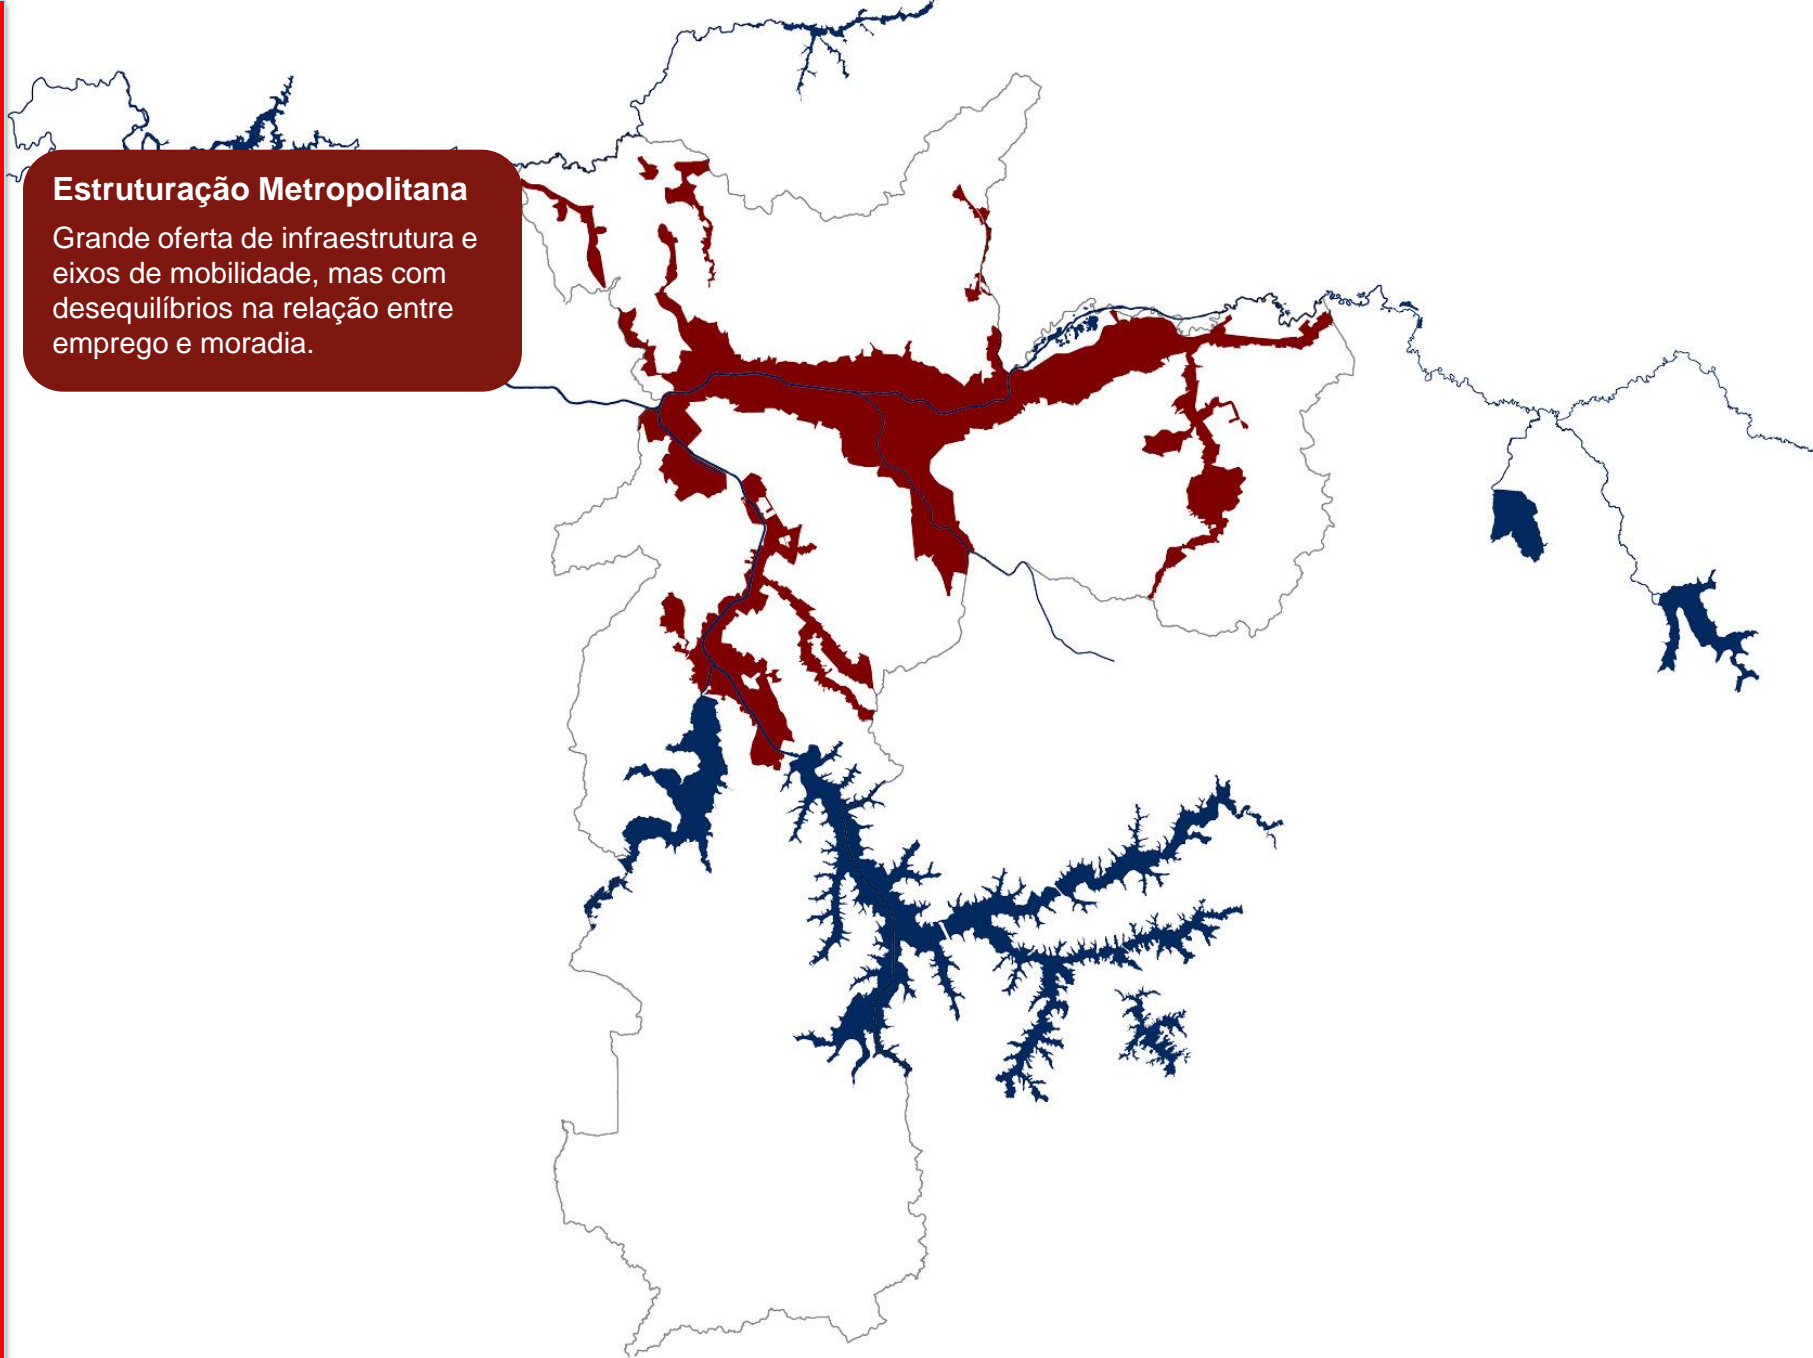 Estruturação Metropolitana
Grande oferta de infraestrutura e
eixos de mobilidade, mas com
desequilíbrios na relação entre
emprego e moradia.